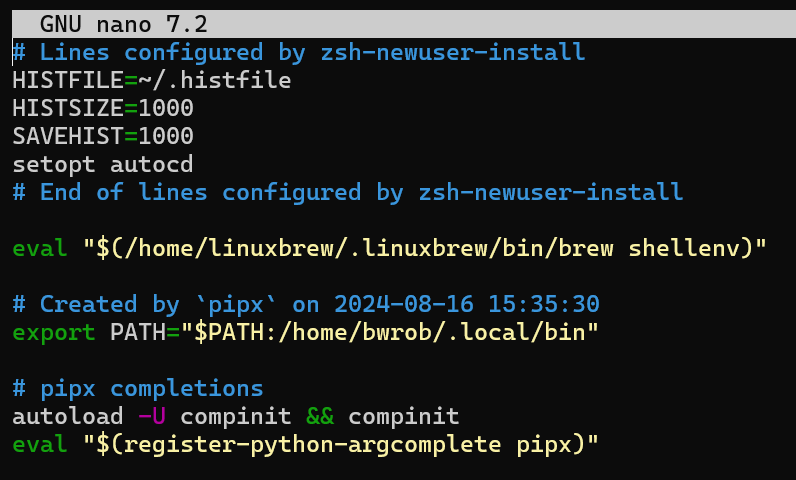 GNU nano 7.2
# Lines configured by zsh-newuser-install
HISTFILE=~/.histfile
HISTSIZE=1000
SAVEHIST=1000
setopt autocd
# End of lines configured by zsh-newuser-install
eval "$(/home/linuxbrew/.linuxbrew/bin/brew shellenv)"
# Created by `pipx` on 2024-08-16 15:35:30
export PATH="$PATH:/home/bwrob/.local/bin"
# pipx completions
autoload -U compinit && compinit
eval "$(register-python-argcomplete pipx)"